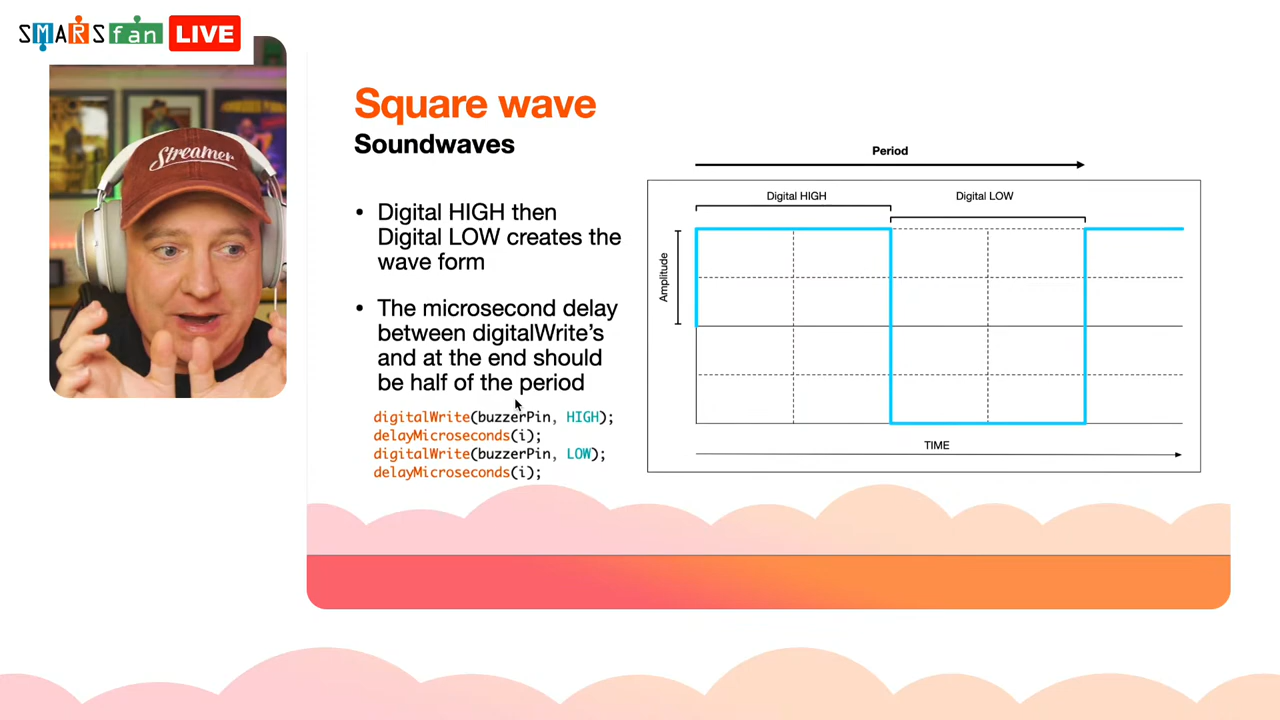 SMARSfan LIVE
Streamer
Square wave
Soundwaves
• Digital HIGH then
Digital LOW creates the
wave form
• The microsecond delay
between digitalWrite’s
and at the end should
be half of the period
digitalWrite(buzzerPin, HIGH);
delayMicroseconds(i);
digitalWrite(buzzerPin, LOW);
delayMicroseconds(i);
Period
Digital HIGH
Digital LOW
Amplitude
TIME